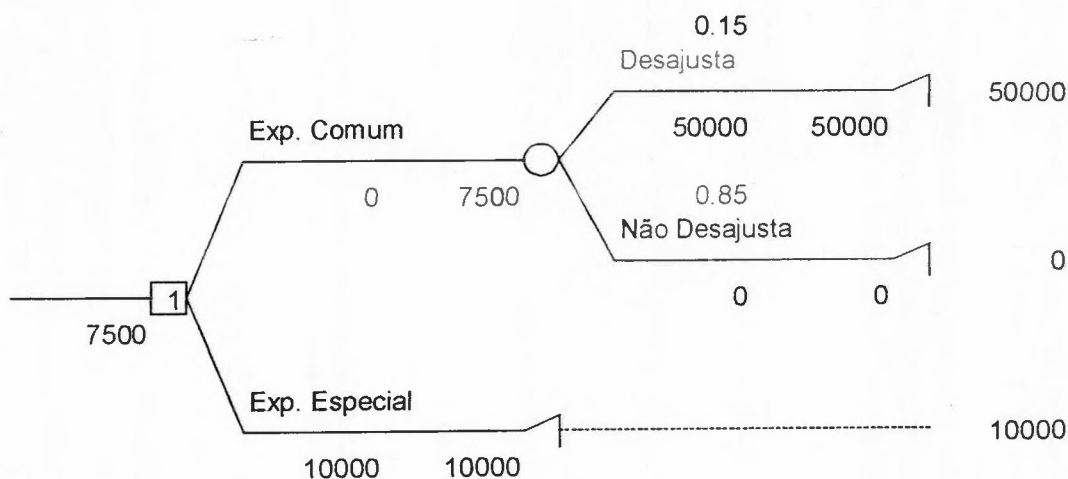 0.15
Desajusta
50000
50000 50000
Exp. Comum
0 7500
0.85
Não Desajusta
0
0 0
1
7500
Exp. Especial
10000
10000 10000